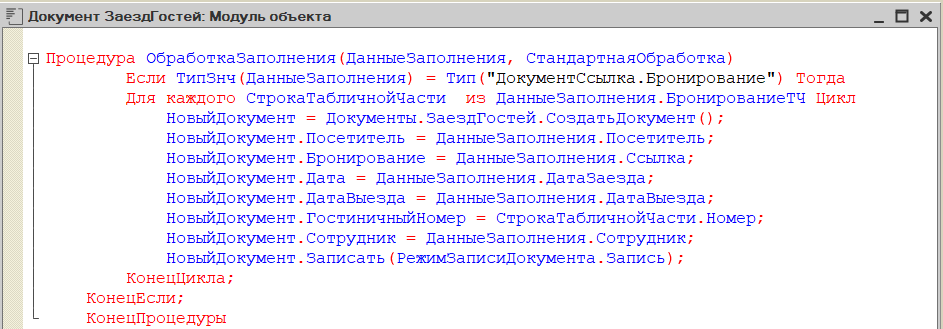 Документ ЗаездГостей: Модуль объекта
Процедура ОбработкаЗаполнения(ДанныеЗаполнения, СтандартнаяОбработка)
Если ТипЗнч(ДанныеЗаполнения) = Тип("ДокументСсылка.Бронирование") Тогда
Для каждого СтрокаТабличнойЧасти из ДанныеЗаполнения.БронированиеТЧ Цикл
НовыйДокумент = Документы.ЗаездГостей.СоздатьДокумент();
НовыйДокумент.Посетитель = ДанныеЗаполнения.Посетитель;
НовыйДокумент.Бронирование = ДанныеЗаполнения.Ссылка;
НовыйДокумент.Дата = ДанныеЗаполнения.ДатаЗаезда;
НовыйДокумент.ДатаВыезда = ДанныеЗаполнения.ДатаВыезда;
НовыйДокумент.ГостиничныйНомер = СтрокаТабличнойЧасти.Номер;
НовыйДокумент.Сотрудник = ДанныеЗаполнения.Сотрудник;
НовыйДокумент.Записать(РежимЗаписиДокумента.Запись);
КонецЦикла;
КонецЕсли;
КонецПроцедуры